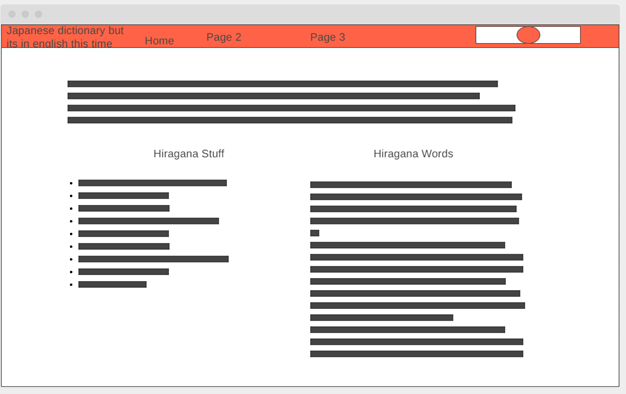 Japanese dictionary but
its in english this time
Home
Page 2
Page 3
Hiragana Stuff
Hiragana Words